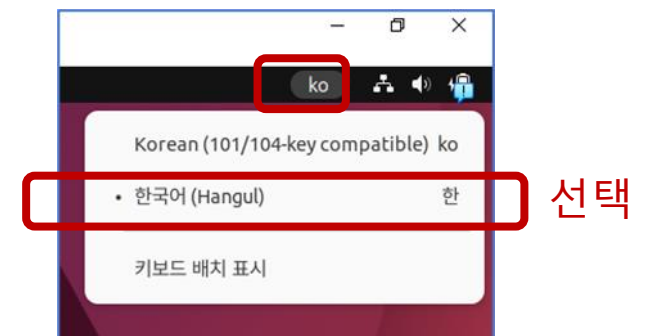 ko
Korean (101/104-key compatible) ko
• 한국어 (Hangul) 한
선택
키보드 배치 표시